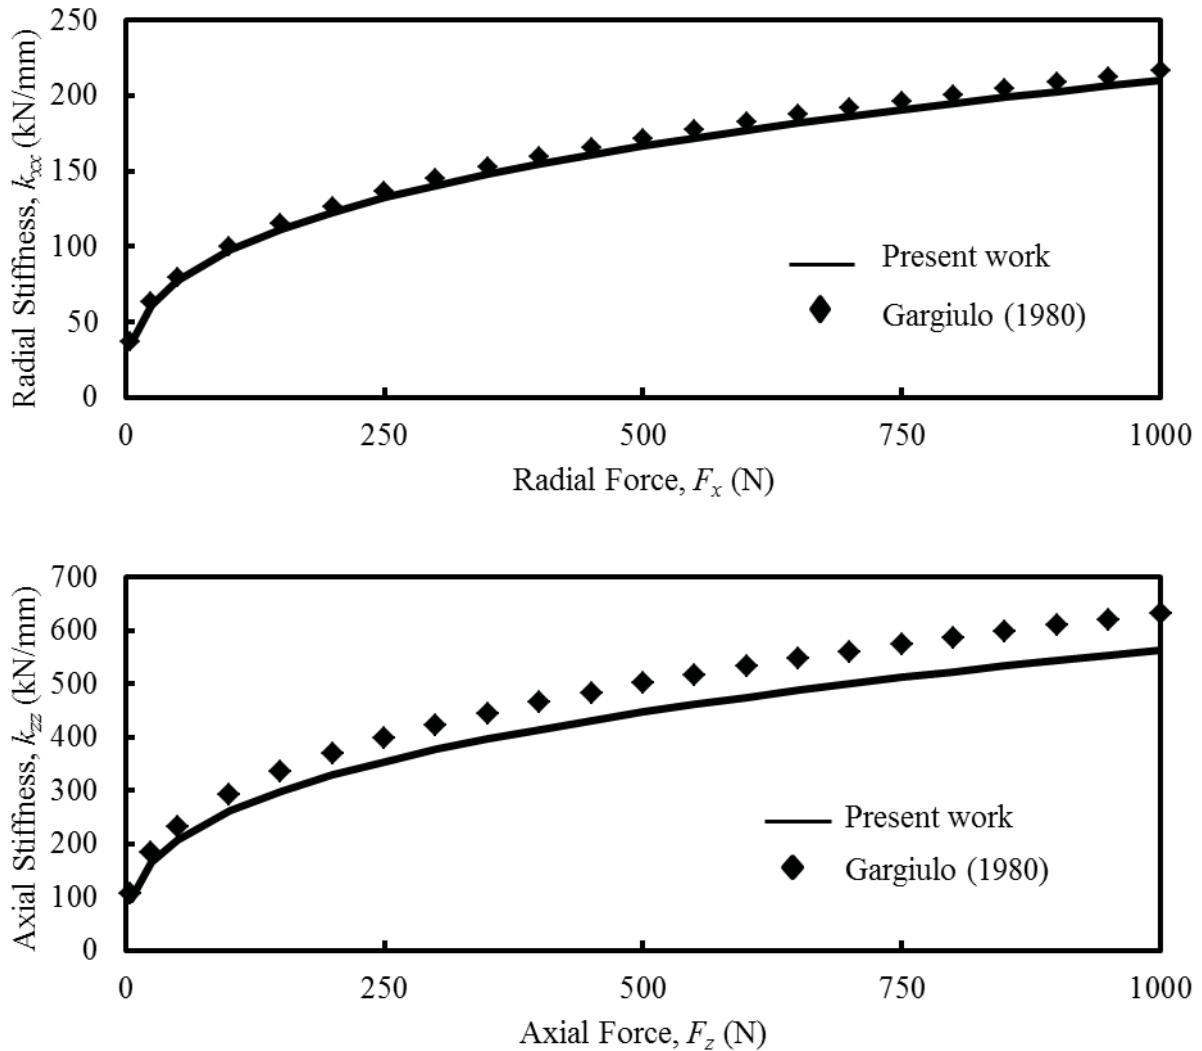 250
200
150
100
50
0
Radial Stiffness, kxx (kN/mm)
Present work
Gargiulo (1980)
0 250 500 750 1000
Radial Force, Fx (N)
700
600
500
400
300
200
100
0
Axial Stiffness, kzz (kN/mm)
Present work
Gargiulo (1980)
0 250 500 750 1000
Axial Force, Fz (N)